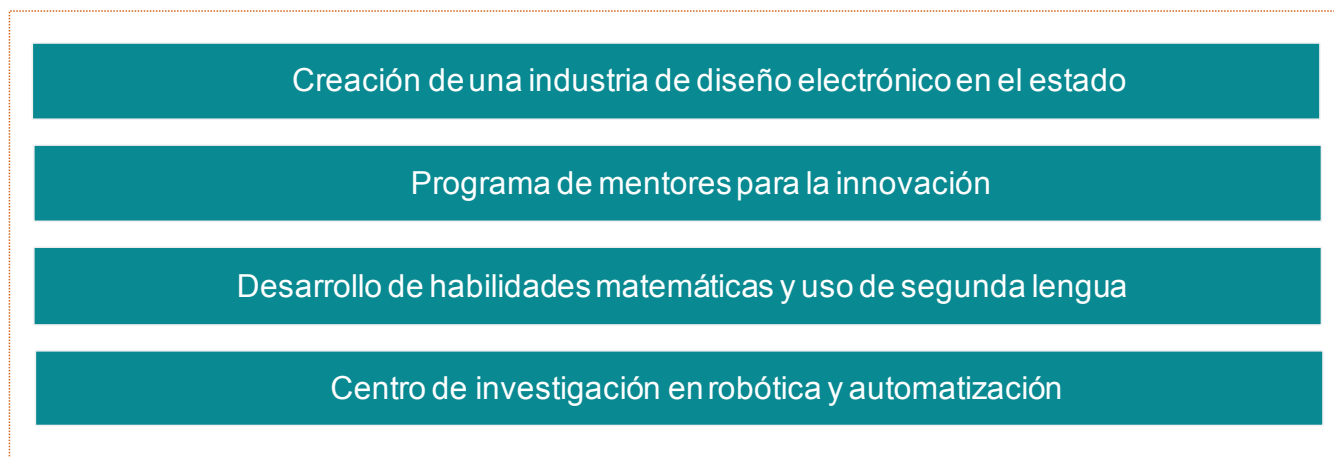 Creación de una industria de diseño electrónico en el estado
Programa de mentores para la innovación
Desarrollo de habilidades matemáticas y uso de segunda lengua
Centro de investigación en robótica y automatización